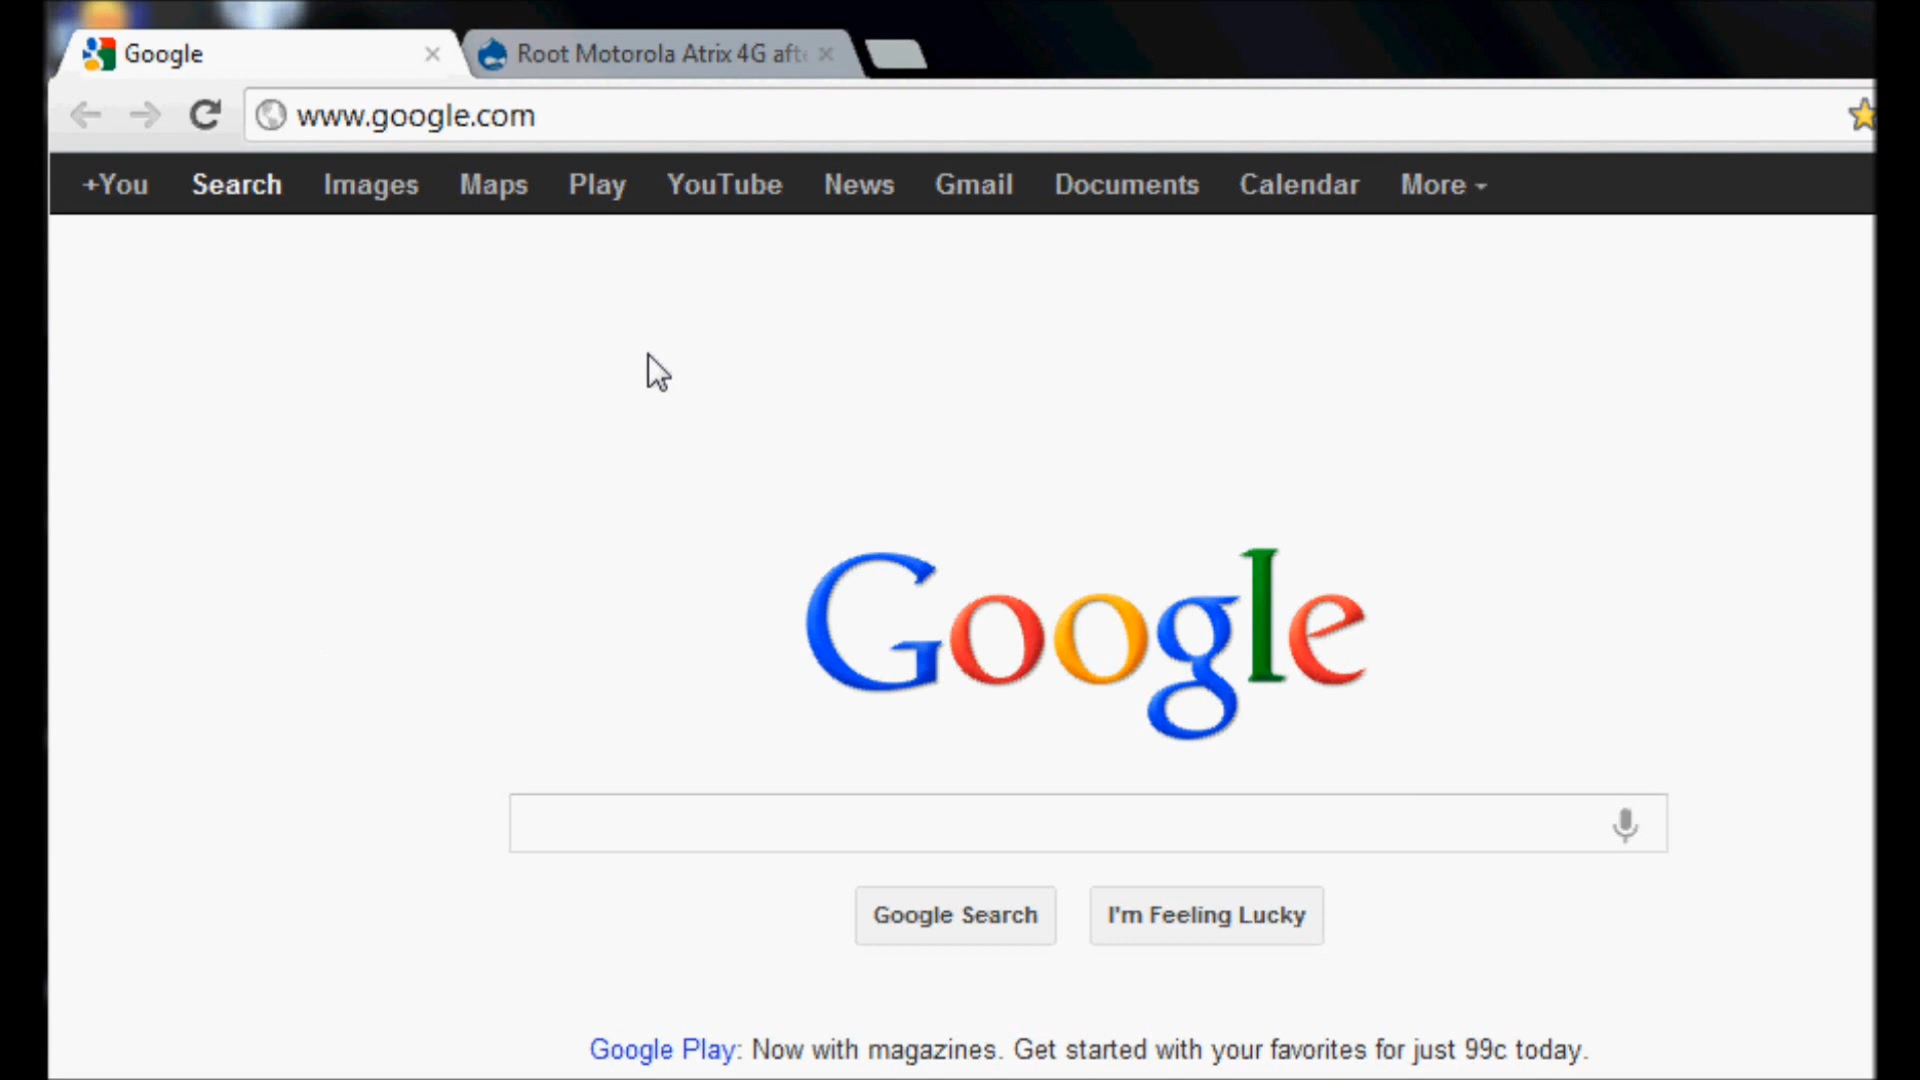 Google
Root Motorola Atrix 4G aft
www.google.com
+You Search Images Maps Play YouTube News Gmail Documents Calendar More
Google
Google Search I'm Feeling Lucky
Google Play: Now with magazines. Get started with your favorites for just 99c today.